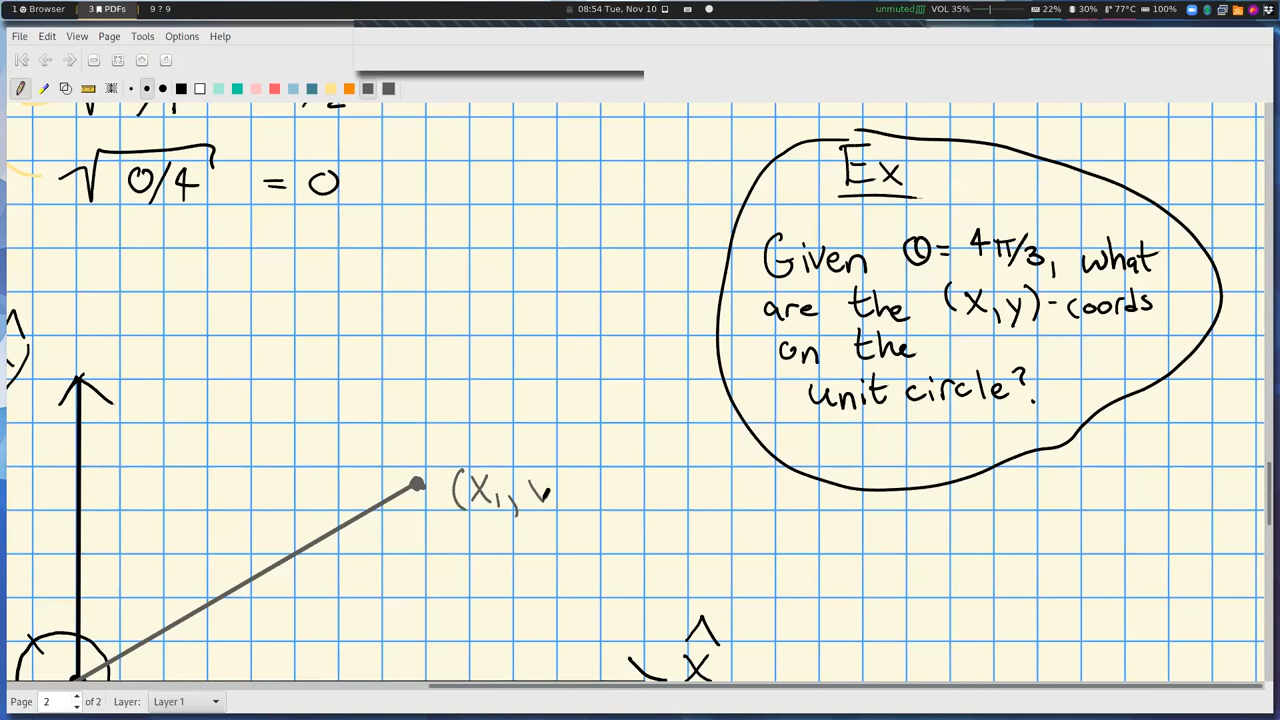 1 Browser 3 PDFs 9 ? 9 08:54 Tue, Nov 10 unmuted VOL 35% 22% 30% 77°C 100%
File Edit View Page Tools Options Help
√0/4 = 0
Ex
Given θ = 4π/3, what
are the (x,y)-coords
on the
unit circle?
(x₁,
x̂
Page 2 of 2 Layer: Layer 1